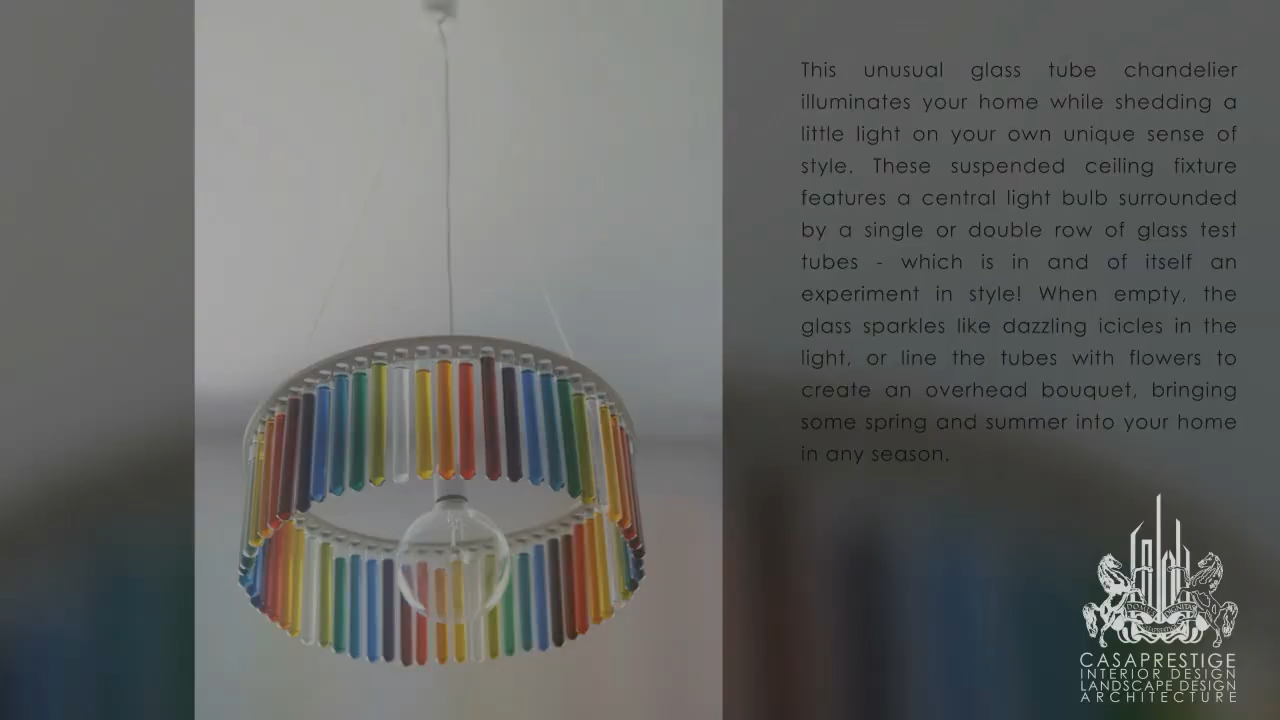 This unusual glass tube chandelier
illuminates your home while shedding a
little light on your own unique sense of
style. These suspended ceiling fixture
features a central light bulb surrounded
by a single or double row of glass test
tubes - which is in and of itself an
experiment in style! When empty, the
glass sparkles like dazzling icicles in the
light, or line the tubes with flowers to
create an overhead bouquet, bringing
some spring and summer into your home
in any season.
CASAPRESTIGE
INTERIOR DESIGN
LANDSCAPE DESIGN
ARCHITECTURE